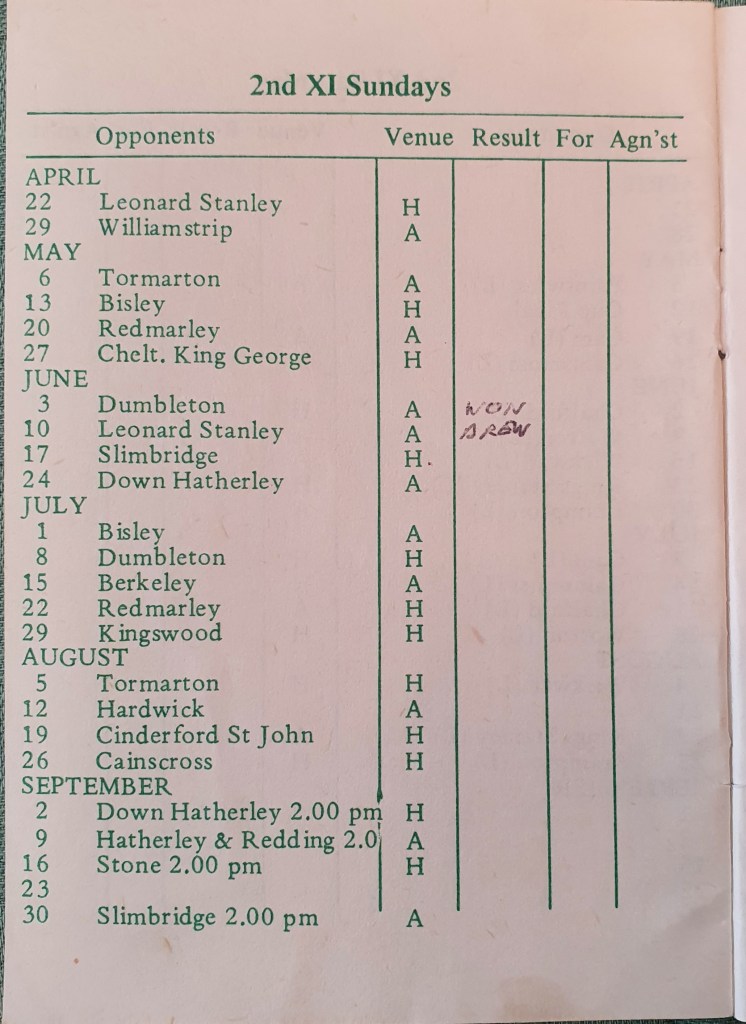 2nd XI Sundays
Opponents Venue Result For Agn'st
APRIL
22 Leonard Stanley H
29 Williamstrip A
MAY
6 Tormarton A
13 Bisley H
20 Redmarley A
27 Chelt. King George H
JUNE
3 Dumbleton A WON
10 Leonard Stanley A DREW
17 Slimbridge H.
24 Down Hatherley A
JULY
1 Bisley A
8 Dumbleton H
15 Berkeley A
22 Redmarley H
29 Kingswood H
AUGUST
5 Tormarton H
12 Hardwick A
19 Cinderford St John H
26 Cainscross H
SEPTEMBER
2 Down Hatherley 2.00 pm H
9 Hatherley & Redding 2.0 A
16 Stone 2.00 pm H
23
30 Slimbridge 2.00 pm A